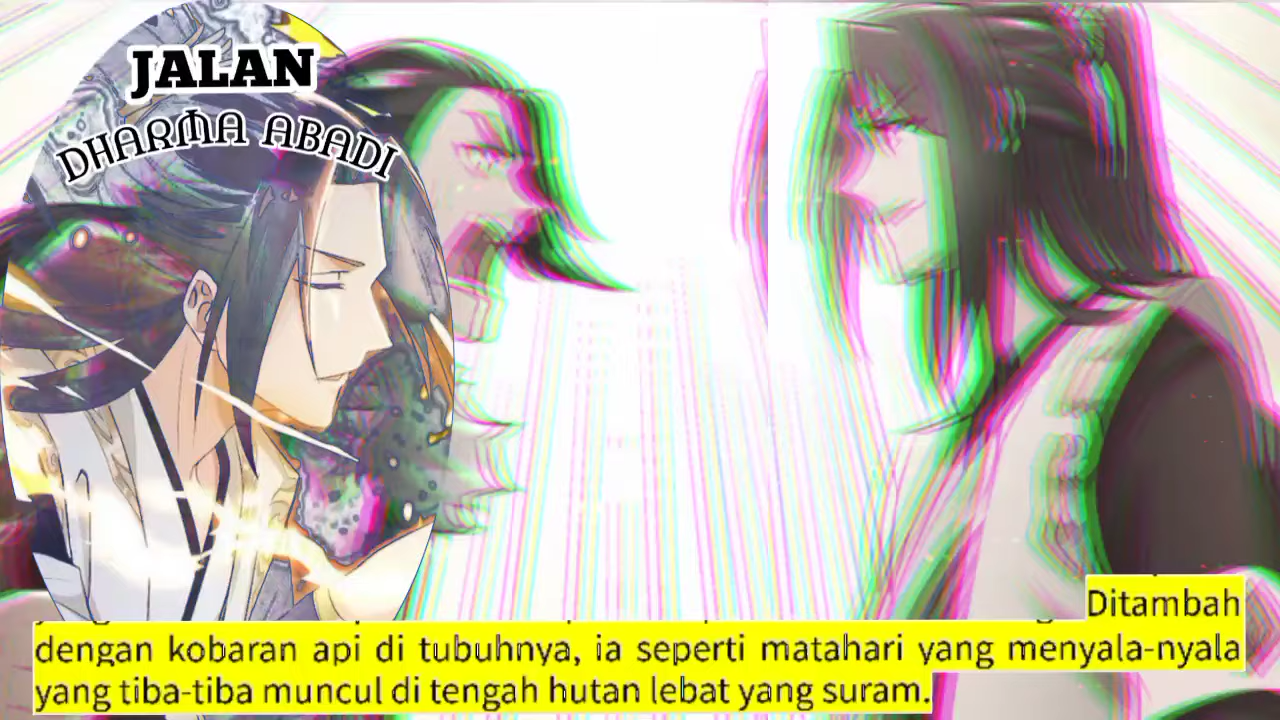 JALAN
DHARMA ABADI
Ditambah
dengan kobaran api di tubuhnya, ia seperti matahari yang menyala-nyala
yang tiba-tiba muncul di tengah hutan lebat yang suram.